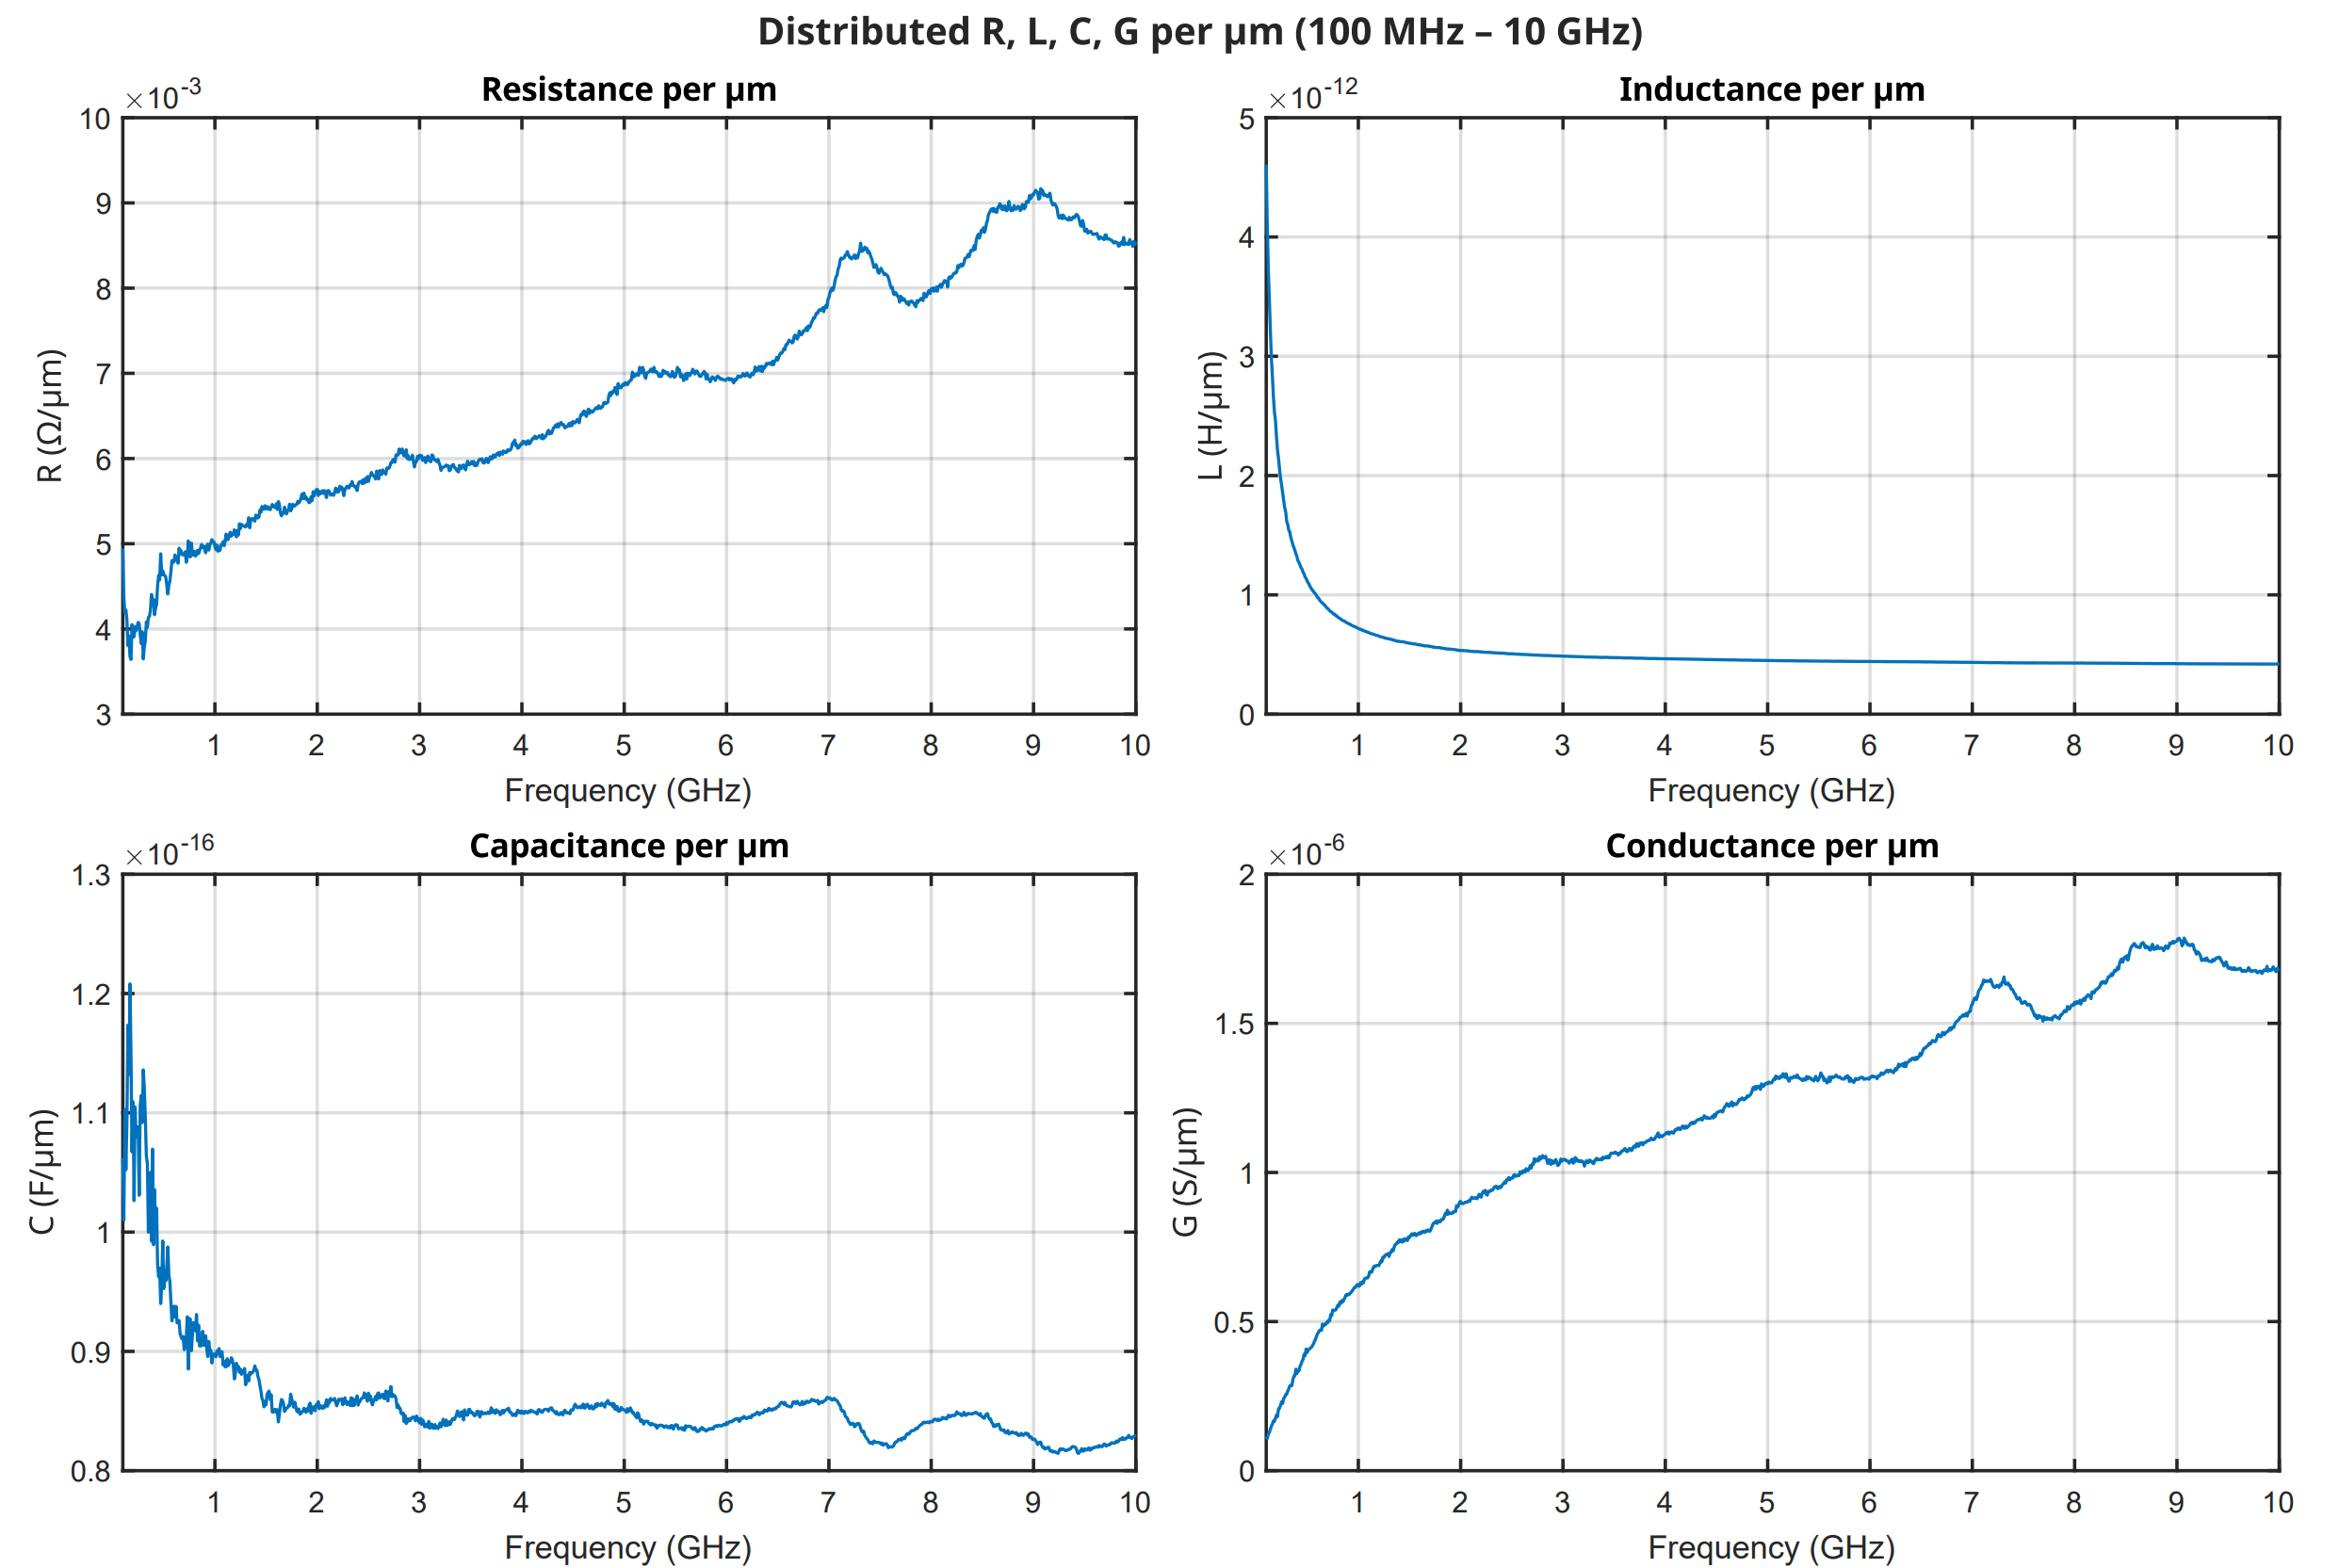 Distributed R, L, C, G per µm (100 MHz – 10 GHz)
Resistance per µm
×10-3
10
9
8
7
6
5
4
3
R (Ω/µm)
1 2 3 4 5 6 7 8 9 10
Frequency (GHz)
Inductance per µm
×10-12
5
4
3
2
1
0
L (H/µm)
1 2 3 4 5 6 7 8 9 10
Frequency (GHz)
Capacitance per µm
×10-16
1.3
1.2
1.1
1
0.9
0.8
C (F/µm)
1 2 3 4 5 6 7 8 9 10
Frequency (GHz)
Conductance per µm
×10-6
2
1.5
1
0.5
0
G (S/µm)
1 2 3 4 5 6 7 8 9 10
Frequency (GHz)